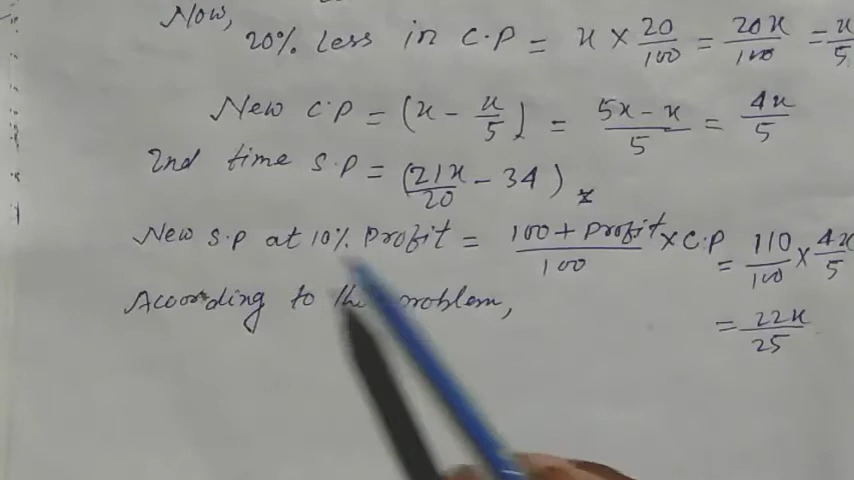 Now,
20% Less in C.P = x × 20/100 = 20x/100 = x/5
New C.P = (x - x/5) = 5x-x/5 = 4x/5
2nd time S.P = (21x/20 - 34)
New S.P at 10% Profit = 100 + Profit/100 × C.P = 110/100 × 4x/5
According to the problem,
= 22x/25